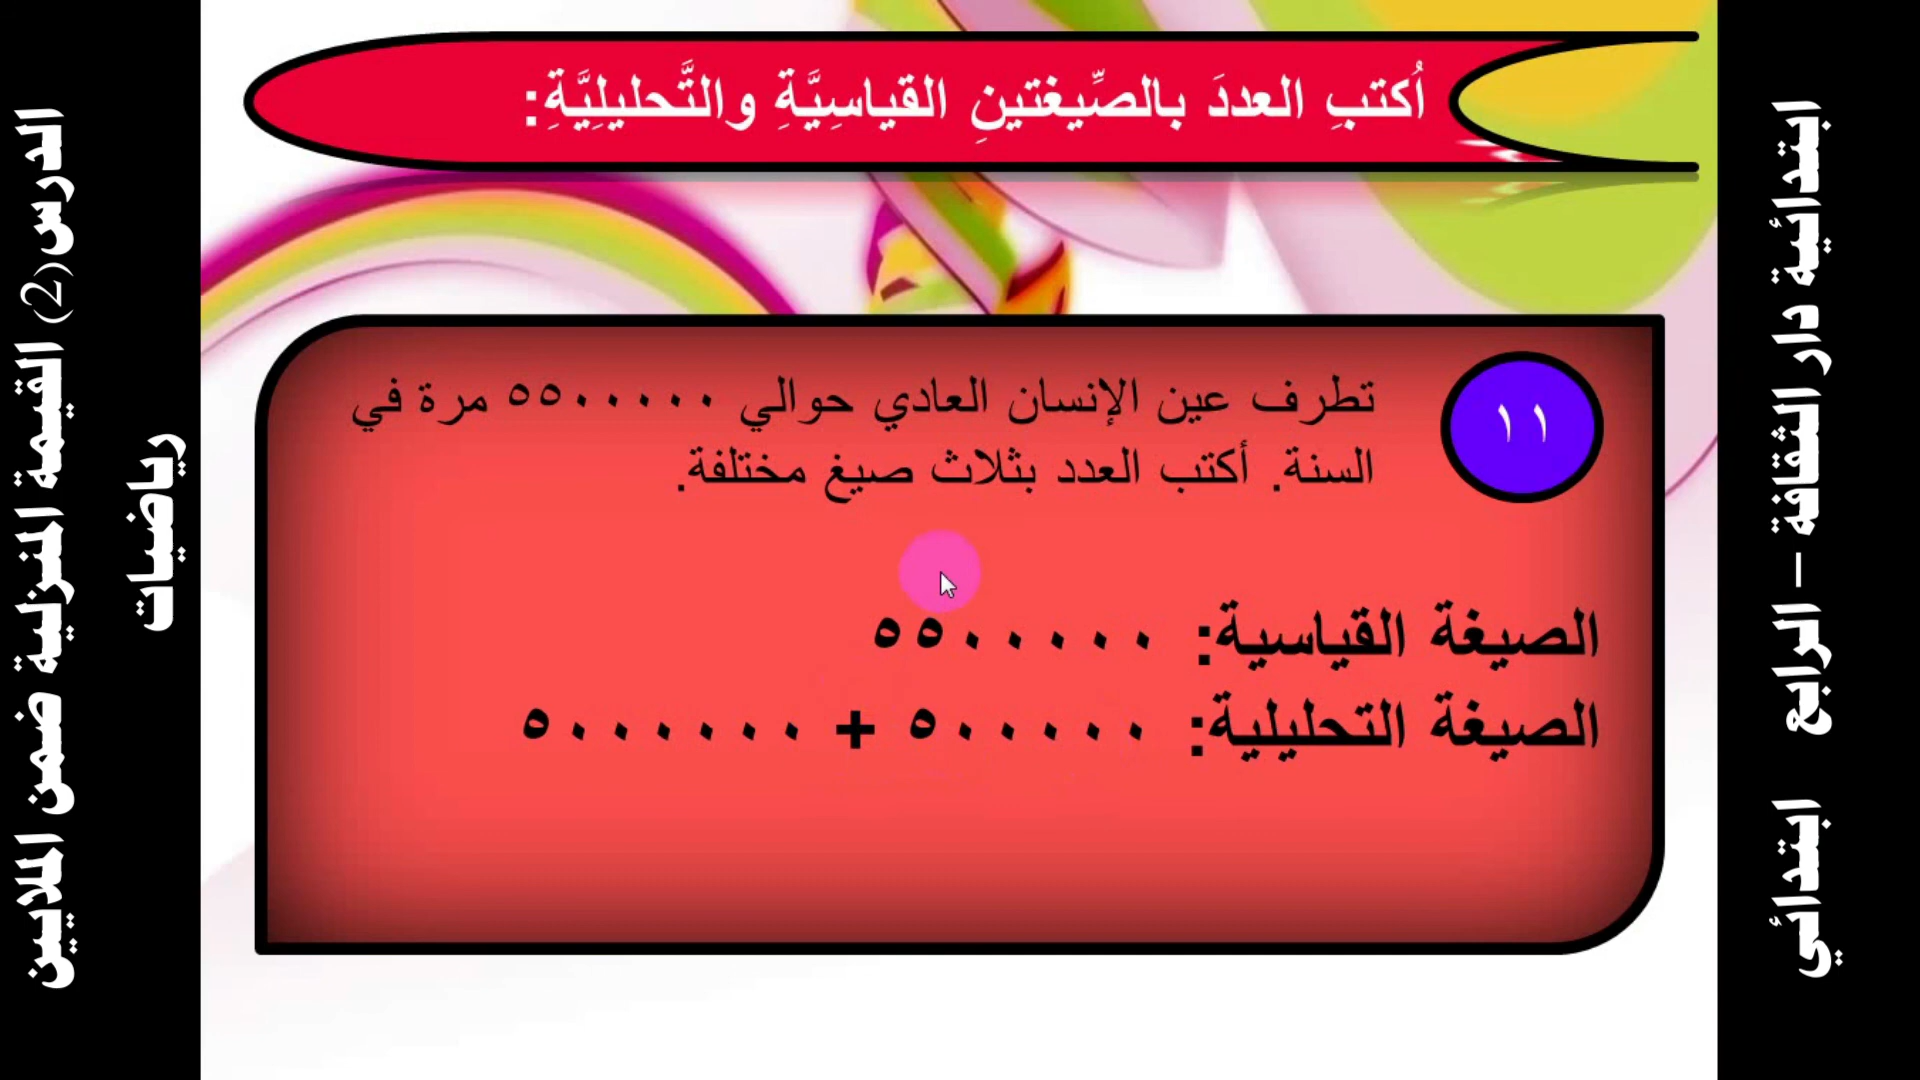 اُكتبِ العددَ بالصِّيغتينِ القياسِيَّةِ والتَّحليلِيَّةِ:
١١
تطرف عين الإنسان العادي حوالي ٥٥٠٠٠٠٠ مرة في
السنة. أكتب العدد بثلاث صيغ مختلفة.
الصيغة القياسية: ٥٥٠٠٠٠٠
الصيغة التحليلية: ٥٠٠٠٠٠ + ٥٠٠٠٠٠٠
ابتدائية دار الثقافة – الرابع ابتدائي
الدرس(2) القيمة المنزلية ضمن الملايين
رياضيات